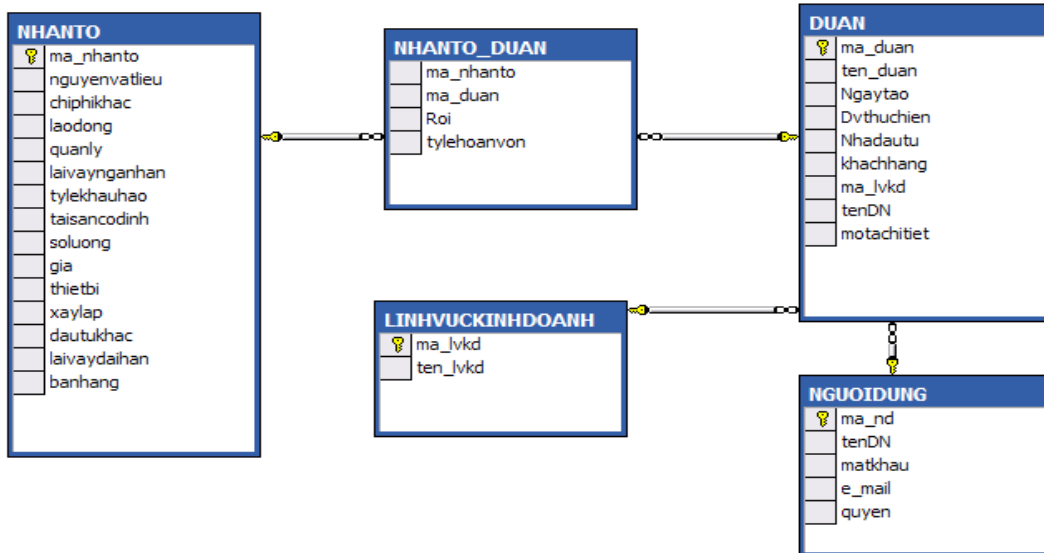 NHANTO
ma_nhanto
nguyenvatlieu
chiphikhac
laodong
quanly
laivaynganhan
tylekhauhao
taisancodinh
soluong
gia
thietbi
xaylap
dautukhac
laivaydaihan
banhang
NHANTO_DUAN
ma_nhanto
ma_duan
Roi
tylehoanvon
DUAN
ma_duan
ten_duan
Ngaytao
Dvthuchien
Nhadautu
khachhang
ma_lvkd
tenDN
motachitiet
LINHVUCKINHDOANH
ma_lvkd
ten_lvkd
NGUOIDUNG
ma_nd
tenDN
matkhau
e_mail
quyen